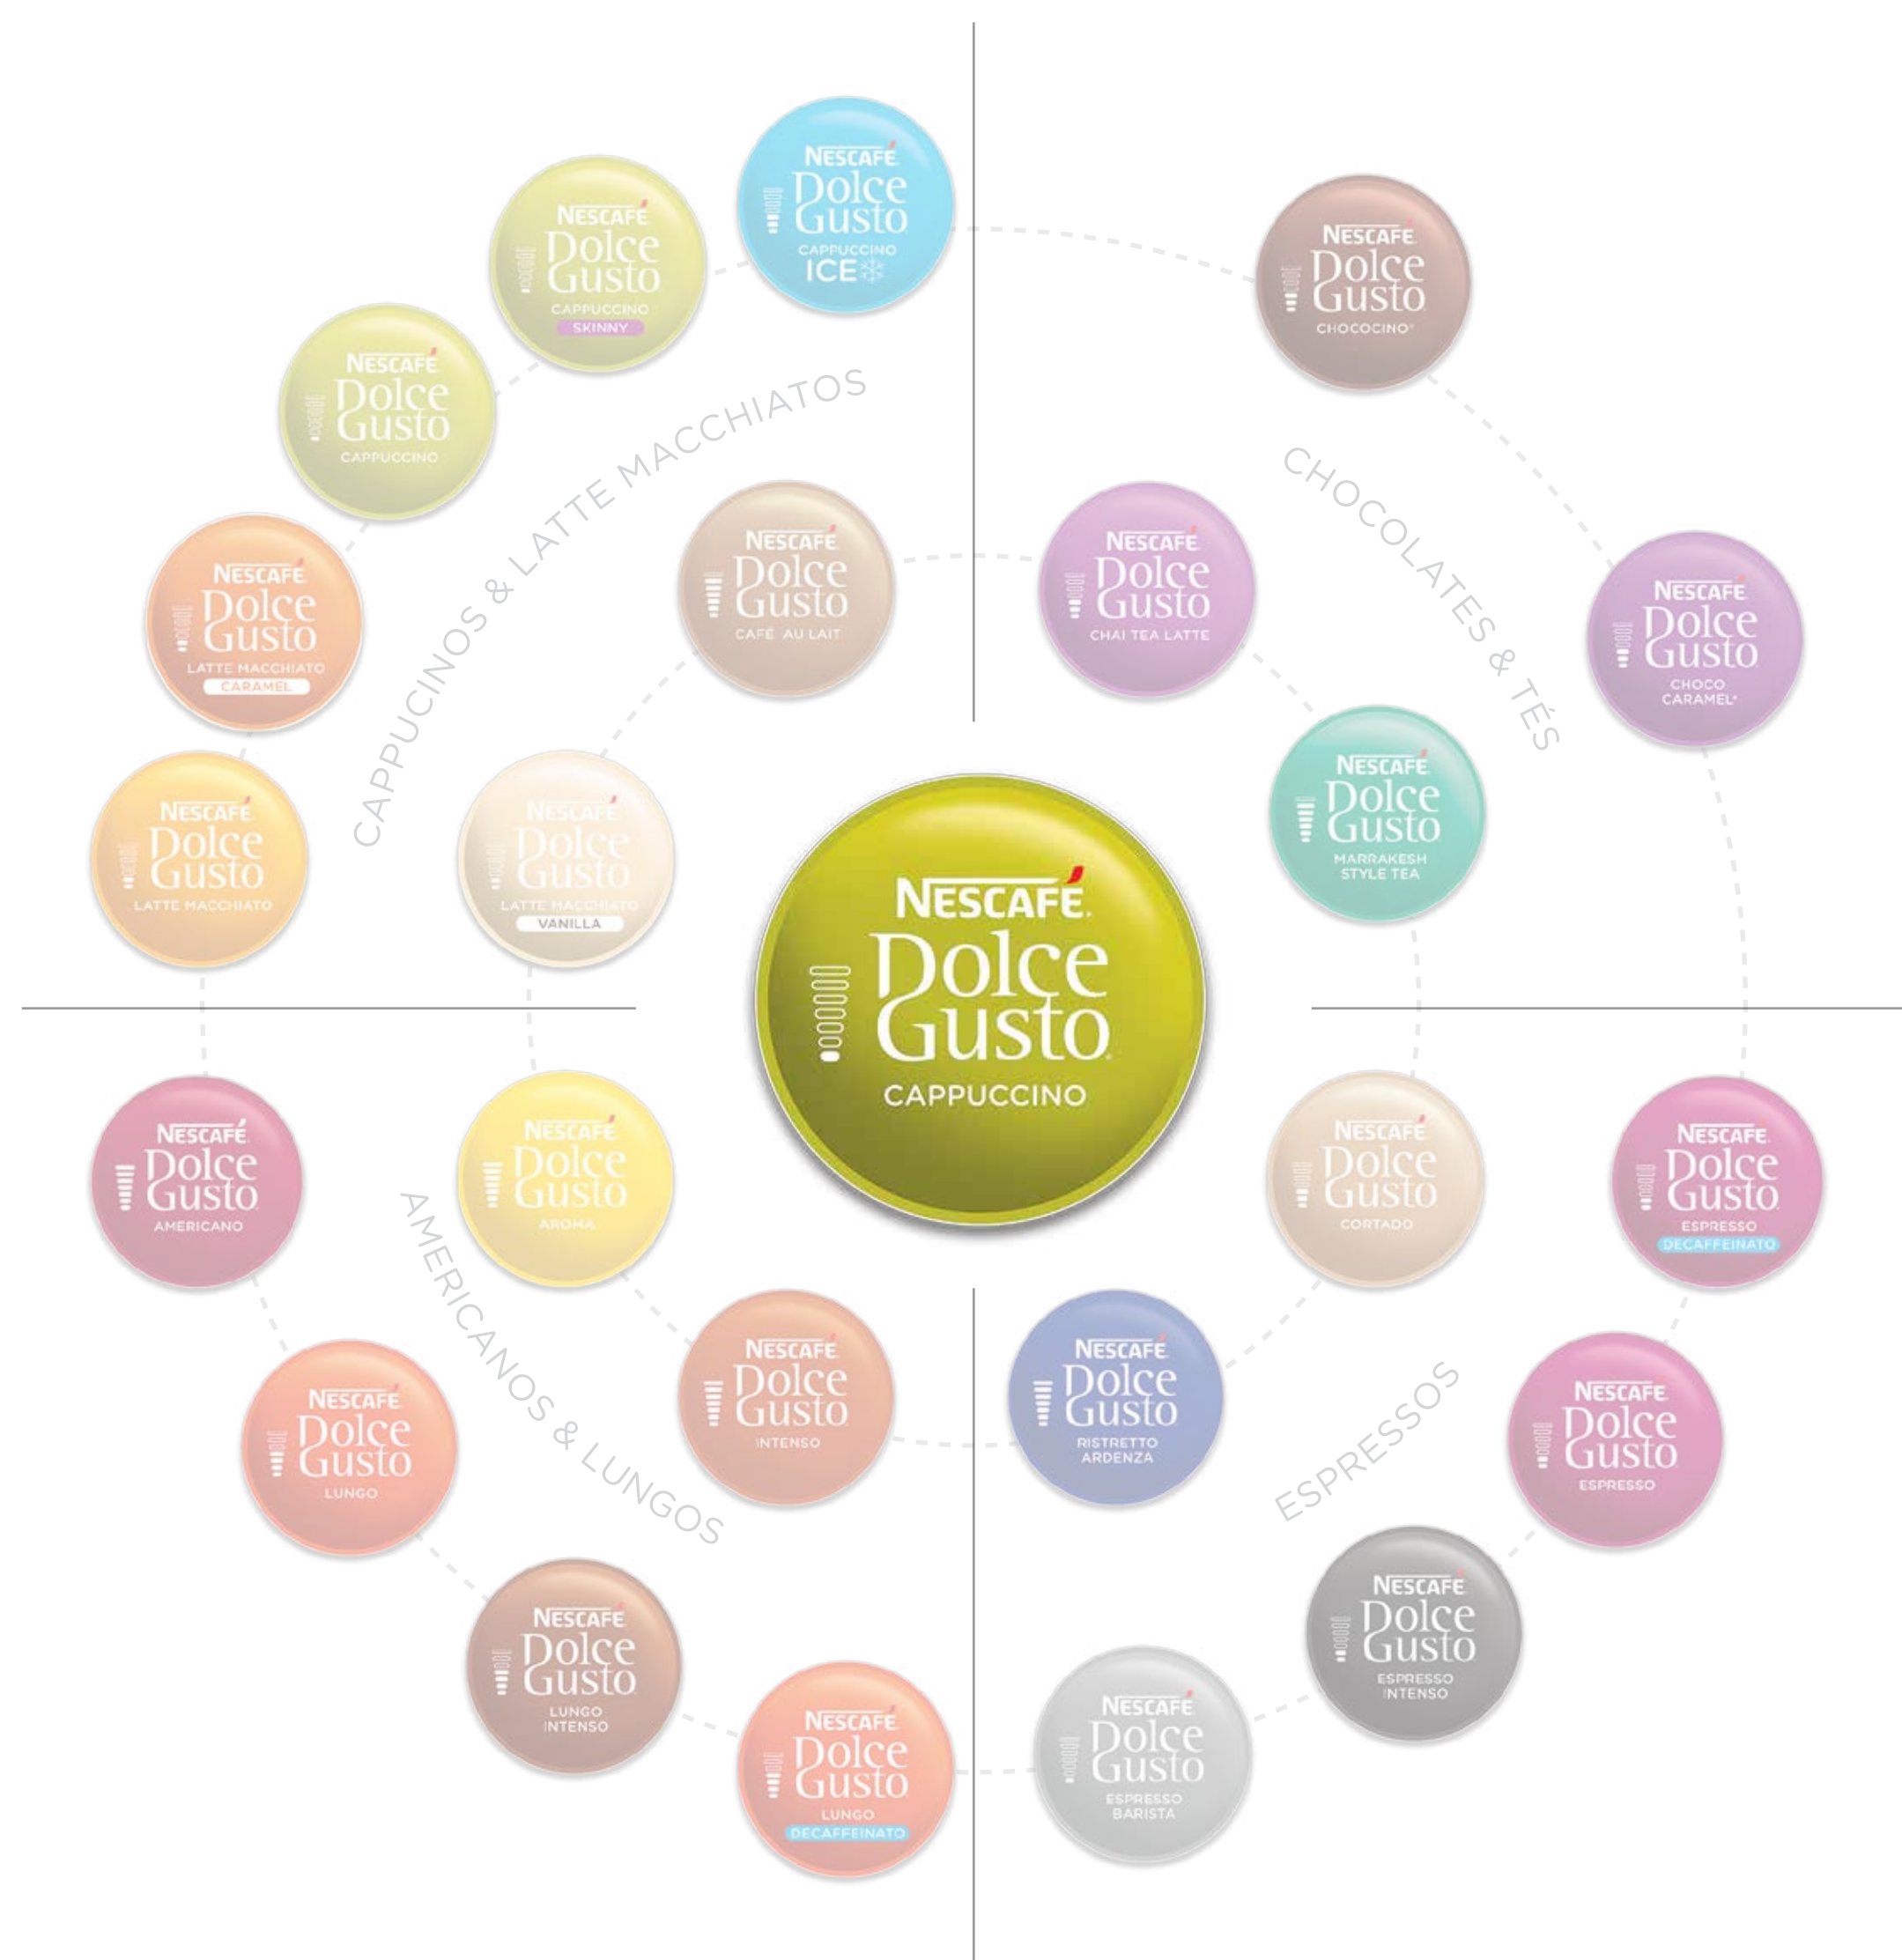 NESCAFÉ
Dolce
Gusto
CAPPUCCINO
ICE
NESCAFÉ
Dolce
Gusto
CAPPUCCINO
SKINNY
NESCAFÉ
Dolce
Gusto
CAPPUCCINO
NESCAFÉ
Dolce
Gusto
LATTE MACCHIATO
CARAMEL
NESCAFÉ
Dolce
Gusto
LATTE MACCHIATO
CAPPUCINOS & LATTE MACCHIATOS
NESCAFÉ
Dolce
Gusto
CAFÉ AU LAIT
NESCAFÉ
Dolce
Gusto
LATTE MACCHIATO
VANILLA
NESCAFÉ
Dolce
Gusto
CHOCOCINO*
CHOCOLATES & TÉS
NESCAFÉ
Dolce
Gusto
CHOCO
CARAMEL*
NESCAFÉ
Dolce
Gusto
CHAI TEA LATTE
NESCAFÉ
Dolce
Gusto
MARRAKESH
STYLE TEA
NESCAFÉ.
Dolce
Gusto
CAPPUCCINO
NESCAFÉ
Dolce
Gusto
AMERICANO
NESCAFÉ
Dolce
Gusto
AROMA
AMERICANOS & LUNGOS
NESCAFÉ
Dolce
Gusto
LUNGO
NESCAFÉ
Dolce
Gusto
INTENSO
NESCAFÉ
Dolce
Gusto
LUNGO
INTENSO
NESCAFÉ
Dolce
Gusto
LUNGO
DECAFFEINATO
NESCAFÉ
Dolce
Gusto
CORTADO
NESCAFÉ
Dolce
Gusto
ESPRESSO
DECAFFEINATO
NESCAFÉ
Dolce
Gusto
RISTRETTO
ARDENZA
ESPRESSOS
NESCAFÉ
Dolce
Gusto
ESPRESSO
NESCAFÉ
Dolce
Gusto
ESPRESSO
INTENSO
NESCAFÉ
Dolce
Gusto
ESPRESSO
BARISTA